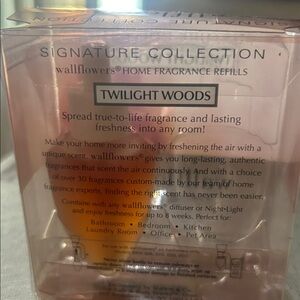 SIGNATURE COLLECTION
wallflowers® HOME FRAGRANCE REFILLS
TWILIGHT WOODS
Spread true-to-life fragrance and lasting
freshness into any room!
Make your home more inviting by freshening the air with a
unique scent. wallflowers® gives you long-lasting, authentic
fragrances that scent the air continuously. And with a choice
of over 30 fragrances custom-made by our team of home
fragrance experts, finding the right scent has never been easier.
Combine with any wallflowers® diffuser or Night-Light
and enjoy freshness for up to 8 weeks. Perfect for:
Bathroom • Bedroom • Kitchen
Laundry Room • Office • Pet Area